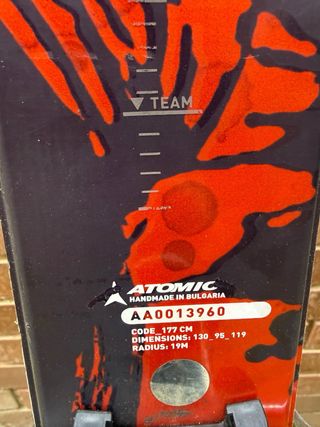 TEAM
ATOMIC
HANDMADE IN BULGARIA
AA0013960
CODE_177 CM
DIMENSIONS: 130_95_119
RADIUS: 19M